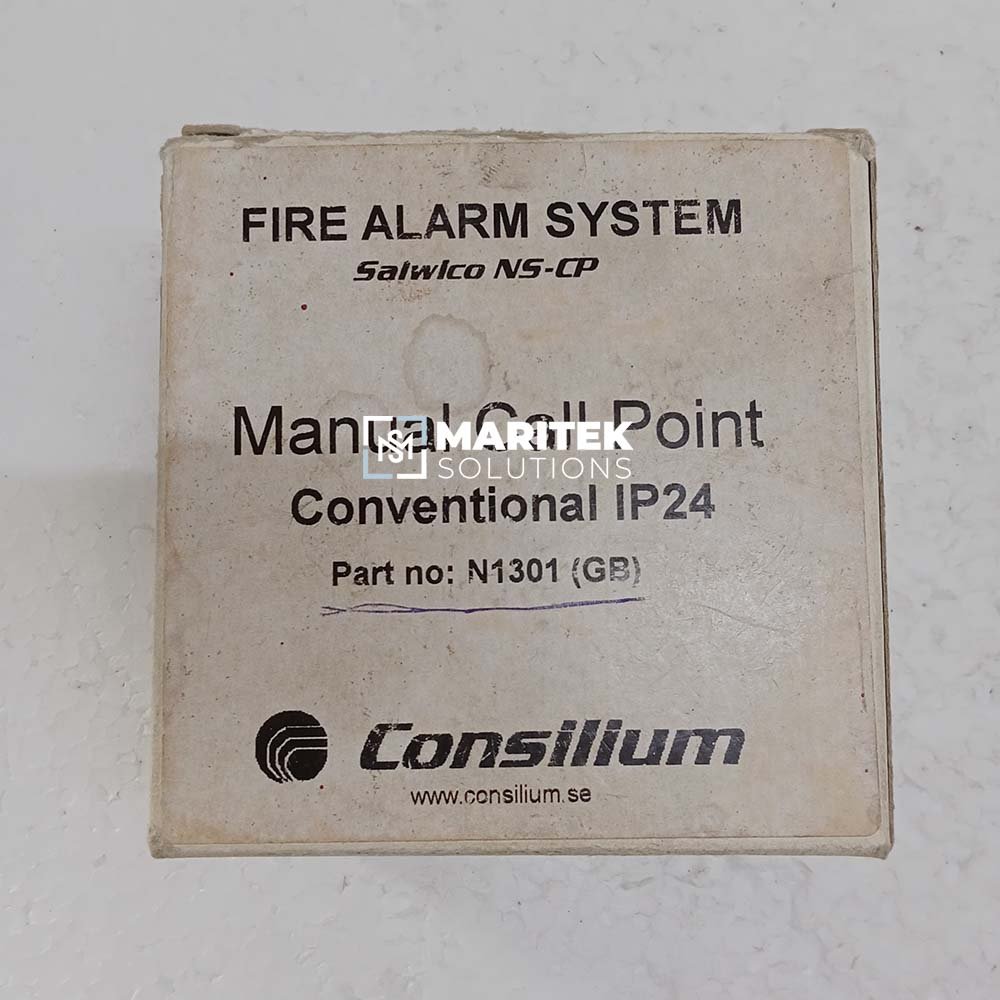 FIRE ALARM SYSTEM
Salwico NS-CP
Manual Call Point
MS MARITEK
SOLUTIONS
Conventional IP24
Part no: N1301 (GB)
Consilium
www.consilium.se